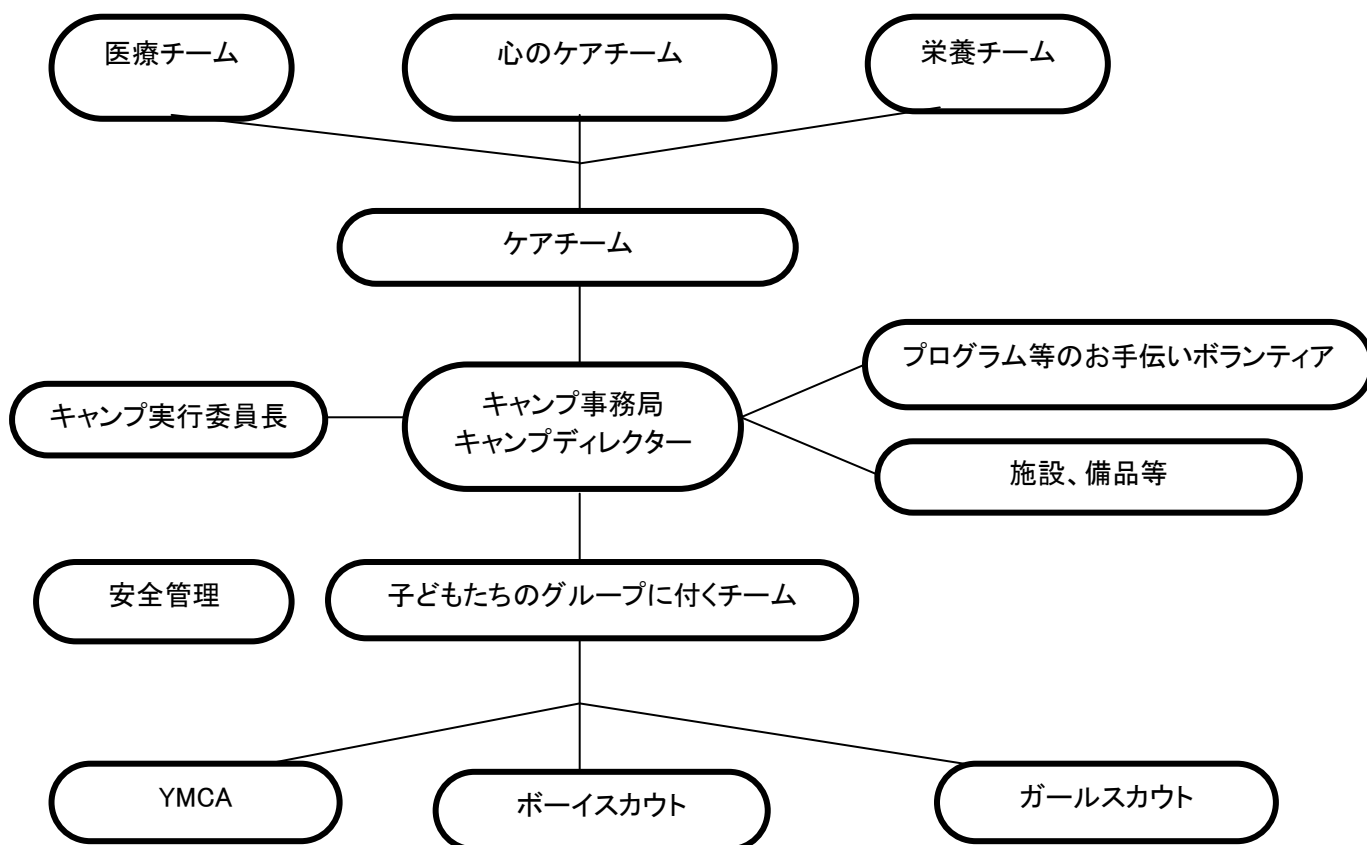 医療チーム
心のケアチーム
栄養チーム
ケアチーム
プログラム等のお手伝いボランティア
キャンプ実行委員長
キャンプ事務局
キャンプディレクター
施設、備品等
安全管理
子どもたちのグループに付くチーム
YMCA
ボーイスカウト
ガールスカウト